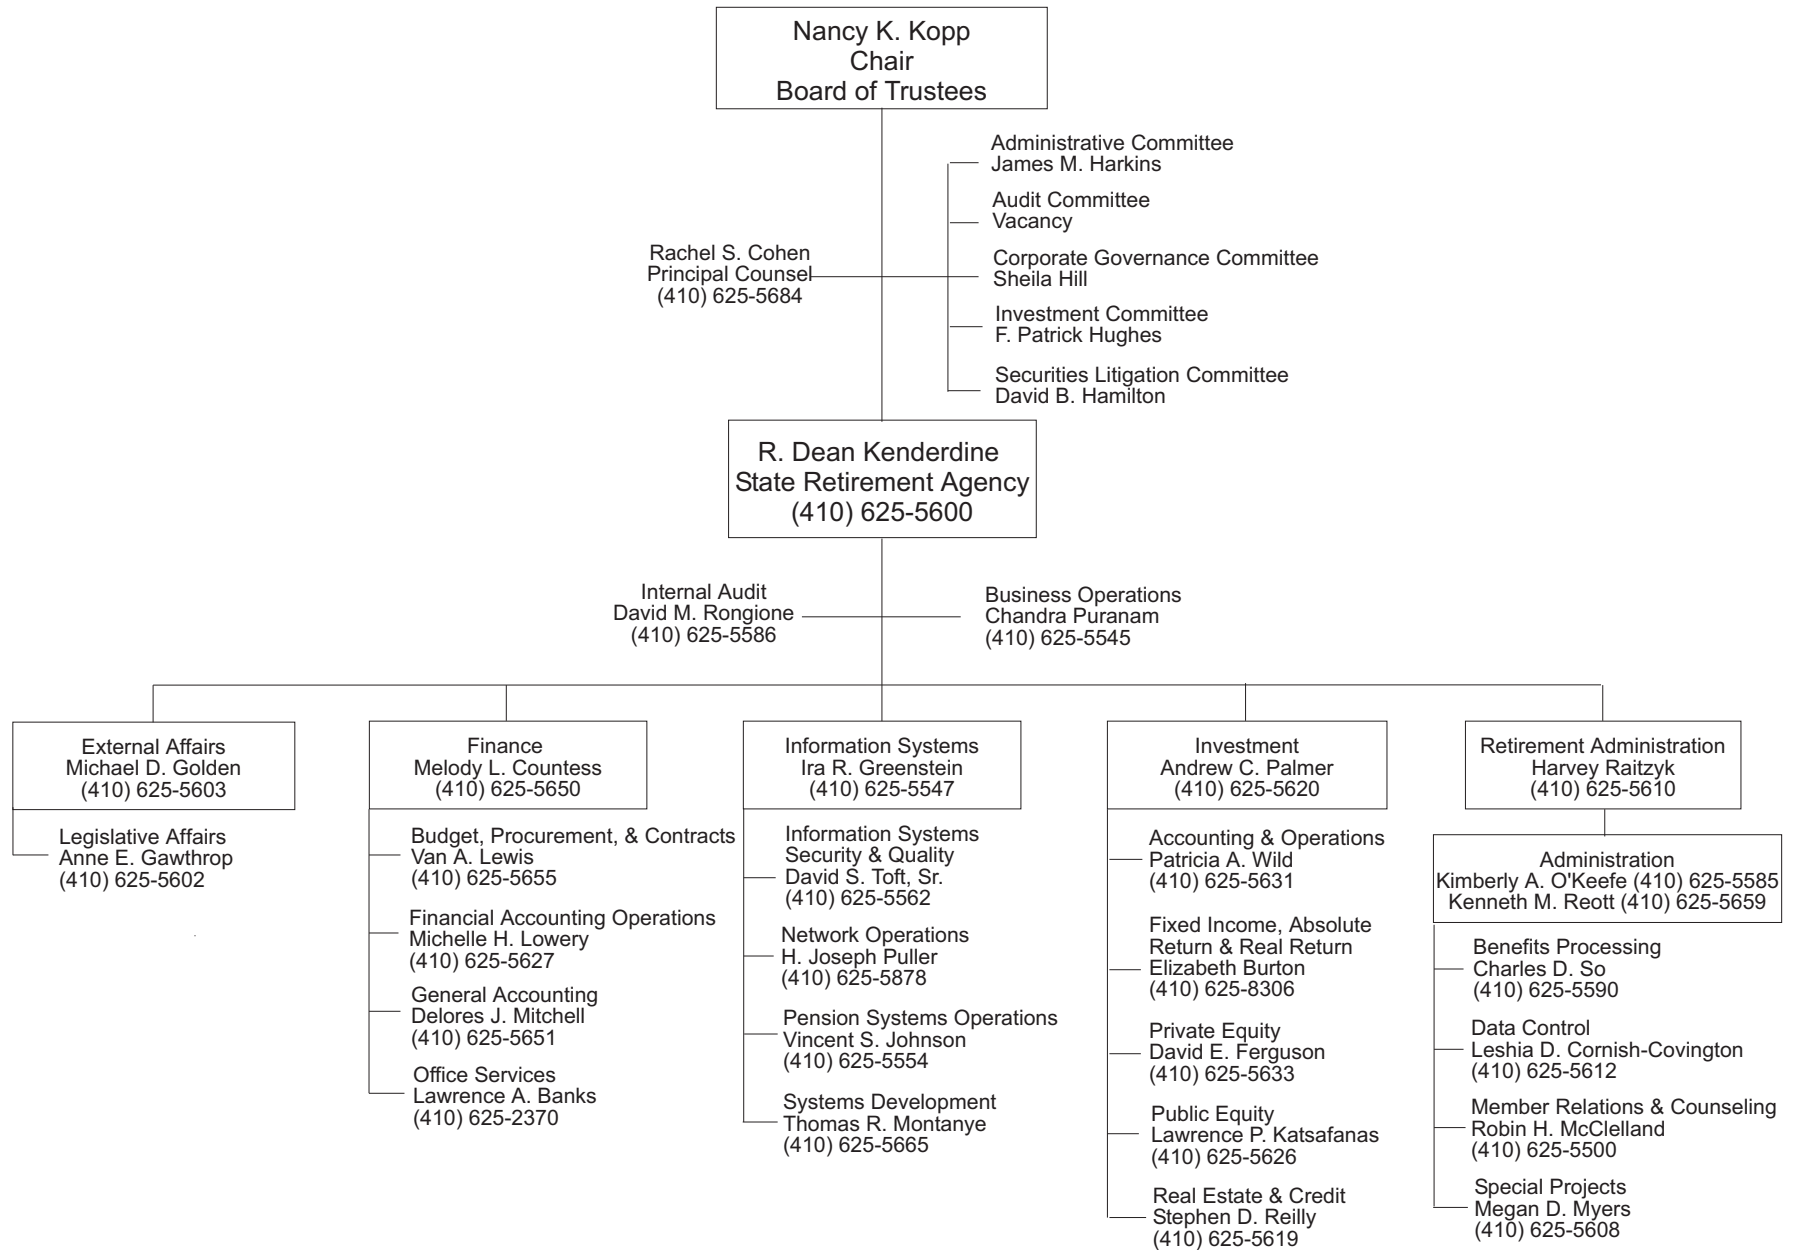 Nancy K. Kopp
Chair
Board of Trustees
Administrative Committee
James M. Harkins
Audit Committee
Vacancy
Corporate Governance Committee
Sheila Hill
Investment Committee
F. Patrick Hughes
Securities Litigation Committee
David B. Hamilton
Rachel S. Cohen
Principal Counsel
(410) 625-5684
R. Dean Kenderdine
State Retirement Agency
(410) 625-5600
Internal Audit
David M. Rongione
(410) 625-5586
Business Operations
Chandra Puranam
(410) 625-5545
External Affairs
Michael D. Golden
(410) 625-5603
Legislative Affairs
Anne E. Gawthrop
(410) 625-5602
Finance
Melody L. Countess
(410) 625-5650
Budget, Procurement, & Contracts
Van A. Lewis
(410) 625-5655
Financial Accounting Operations
Michelle H. Lowery
(410) 625-5627
General Accounting
Delores J. Mitchell
(410) 625-5651
Office Services
Lawrence A. Banks
(410) 625-2370
Information Systems
Ira R. Greenstein
(410) 625-5547
Information Systems
Security & Quality
David S. Toft, Sr.
(410) 625-5562
Network Operations
H. Joseph Puller
(410) 625-5878
Pension Systems Operations
Vincent S. Johnson
(410) 625-5554
Systems Development
Thomas R. Montanye
(410) 625-5665
Investment
Andrew C. Palmer
(410) 625-5620
Accounting & Operations
Patricia A. Wild
(410) 625-5631
Fixed Income, Absolute
Return & Real Return
Elizabeth Burton
(410) 625-8306
Private Equity
David E. Ferguson
(410) 625-5633
Public Equity
Lawrence P. Katsafanas
(410) 625-5626
Real Estate & Credit
Stephen D. Reilly
(410) 625-5619
Retirement Administration
Harvey Raitzyk
(410) 625-5610
Administration
Kimberly A. O'Keefe (410) 625-5585
Kenneth M. Reott (410) 625-5659
Benefits Processing
Charles D. So
(410) 625-5590
Data Control
Leshia D. Cornish-Covington
(410) 625-5612
Member Relations & Counseling
Robin H. McClelland
(410) 625-5500
Special Projects
Megan D. Myers
(410) 625-5608